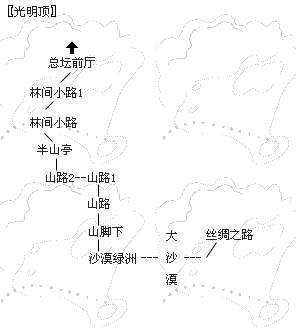 〖光明顶〗
总坛前厅
林间小路1
林间小路
半山亭
山路2--山路1
山路
山脚下
沙漠绿洲 --- 大沙漠 --- 丝绸之路